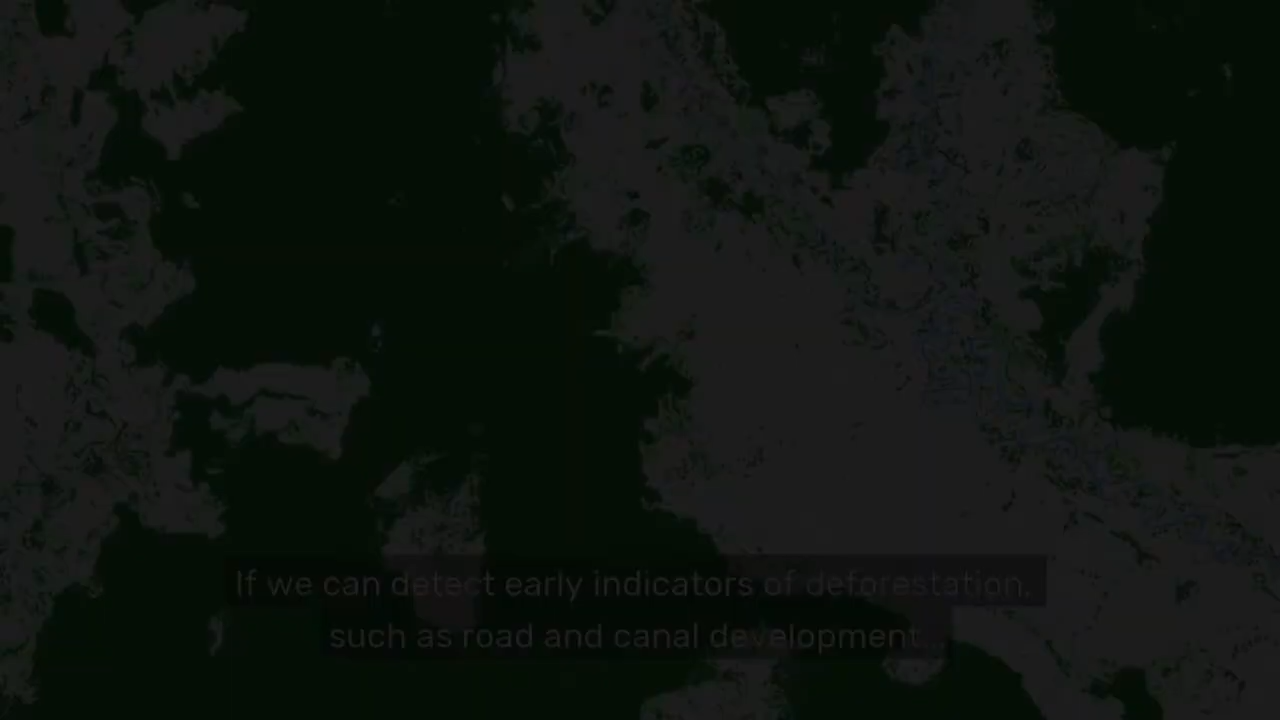 If we can detect early indicators of deforestation,
such as road and canal development